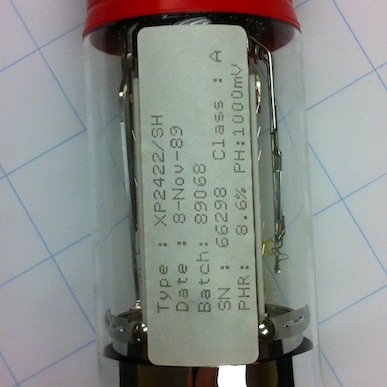 Type : XP2422/SH
Date : 8-Nov-89
Batch: 89068
SN : 66298 Class : A
PHR: 8.6% PH:1000mV